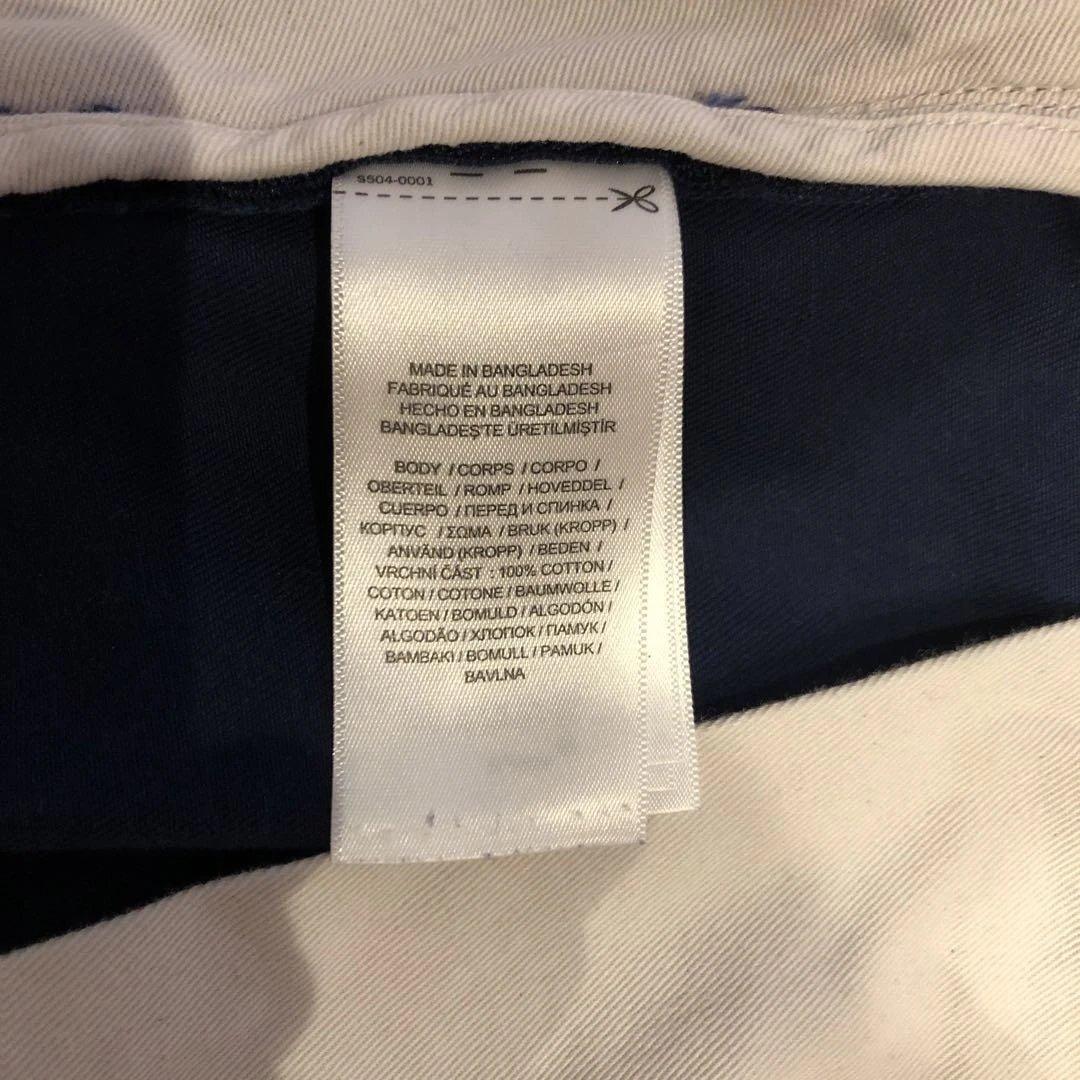 S504-0001
MADE IN BANGLADESH
FABRIQUÉ AU BANGLADESH
HECHO EN BANGLADESH
BANGLADEŞ'TE ÜRETILMIŞTIR
BODY / CORPS / CORPO /
OBERTEIL / ROMP / HOVEDDEL /
CUERPO / ПЕРЕД И СПИНКА /
КОРПУС / ΣΩΜΑ / BRUK (KROPP) /
ANVÄND (KROPP) / BEDEN /
VRCHNÍ ČÁST : 100% COTTON /
COTON / COTONE / BAUMWOLLE /
KATOEN / BOMULD / ALGODÓN /
ALGODÃO / ХЛОПОК / ПАМУК /
BAMBAKI / BOMULL / PAMUK /
BAVLNA